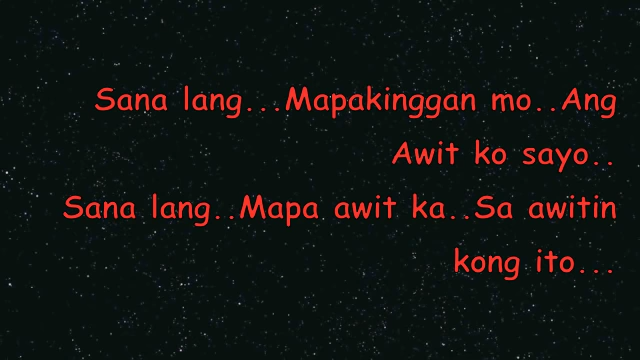 Sana lang...Mapakinggan mo..Ang
Awit ko sayo..
Sana lang..Mapa awit ka..Sa awitin
kong ito...